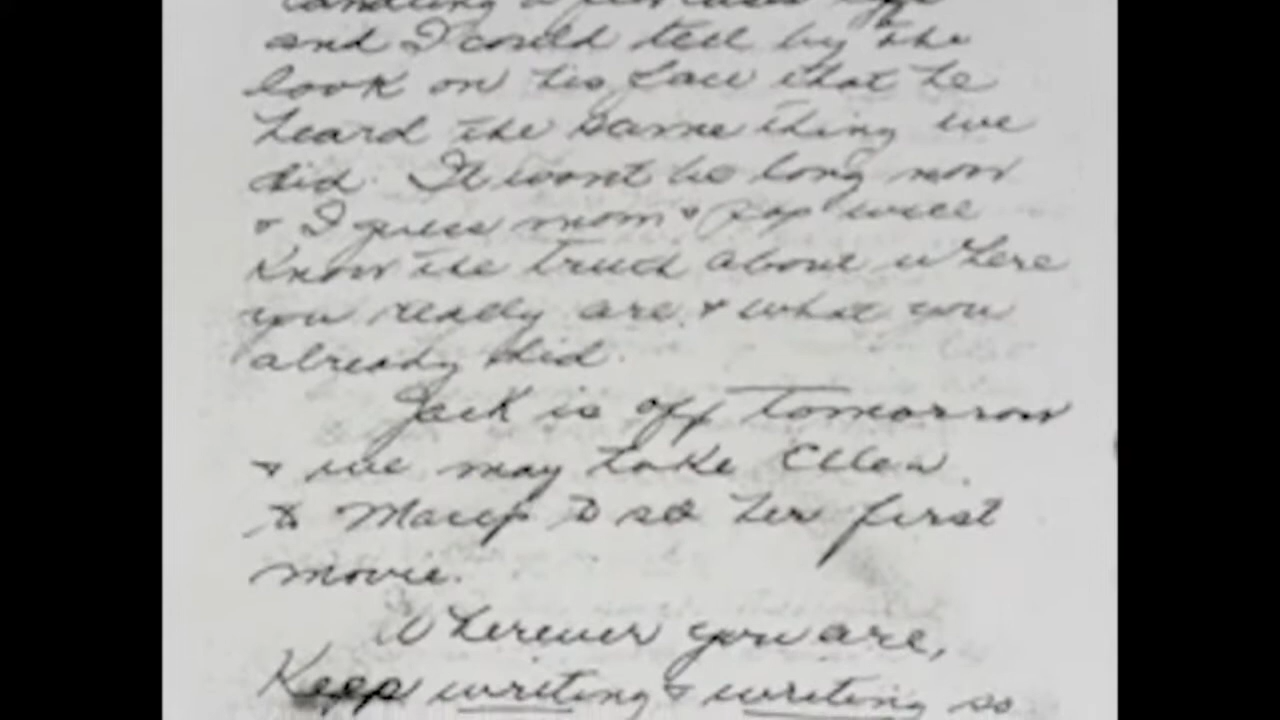 and I could tell by the
look on his face that he
heard the same thing we
did. It wont be long now
& I guess mom & pop will
know the truth about where
you really are & what you
already did.
Jack is off tomorrow
& we may take Ellen
to Macys to see her first
movie.
Wherever you are,
Keep writing & writing so